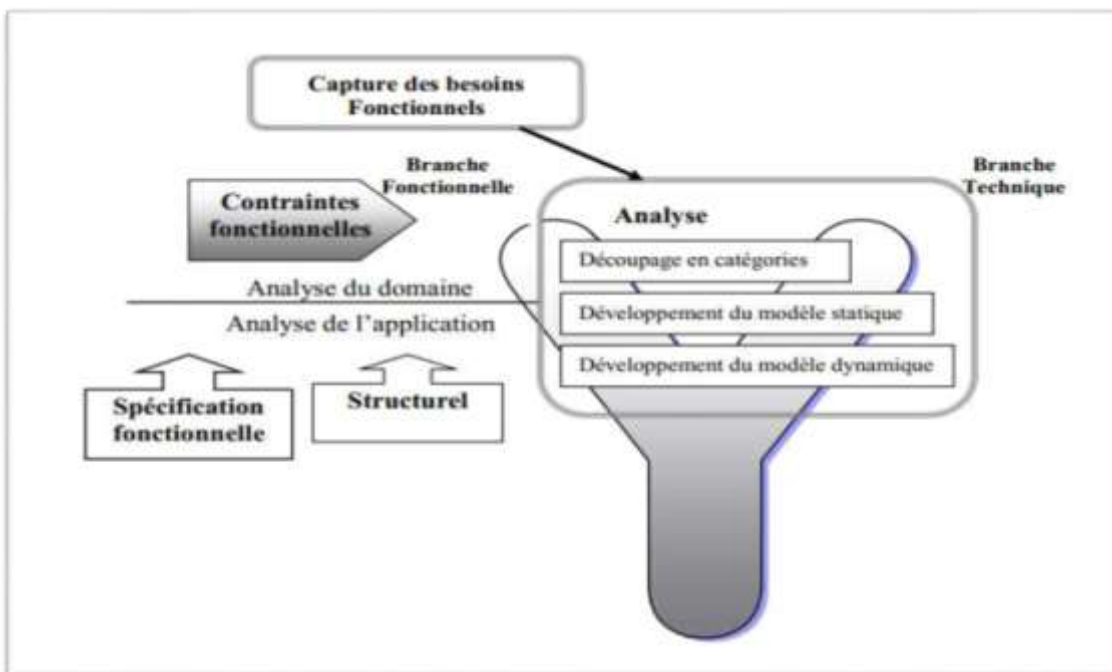 Capture des besoins
Fonctionnels
Branche
Fonctionnelle
Branche
Technique
Contraintes
fonctionnelles
Analyse
Découpage en catégories
Analyse du domaine
Développement du modèle statique
Analyse de l'application
Développement du modèle dynamique
Spécification
fonctionnelle
Structurel